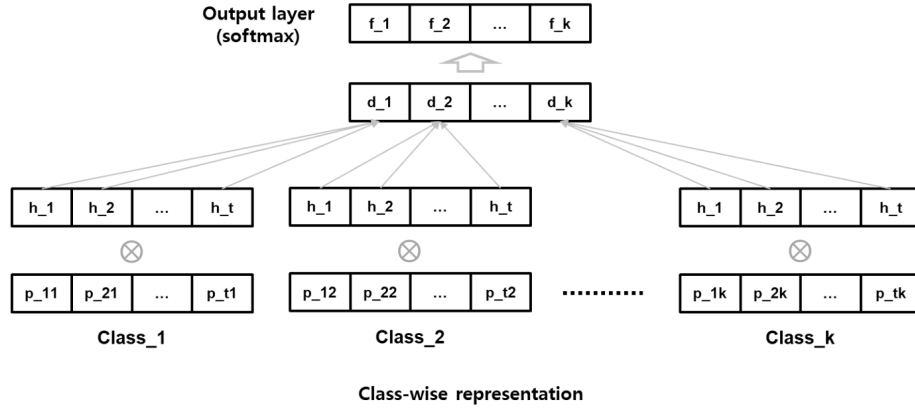 Output layer
(softmax)
f_1 f_2 ... f_k
d_1 d_2 ... d_k
h_1 h_2 ... h_t h_1 h_2 ... h_t h_1 h_2 ... h_t
p_11 p_21 ... p_t1 p_12 p_22 ... p_t2 p_1k p_2k ... p_tk
Class_1 Class_2 Class_k
Class-wise representation